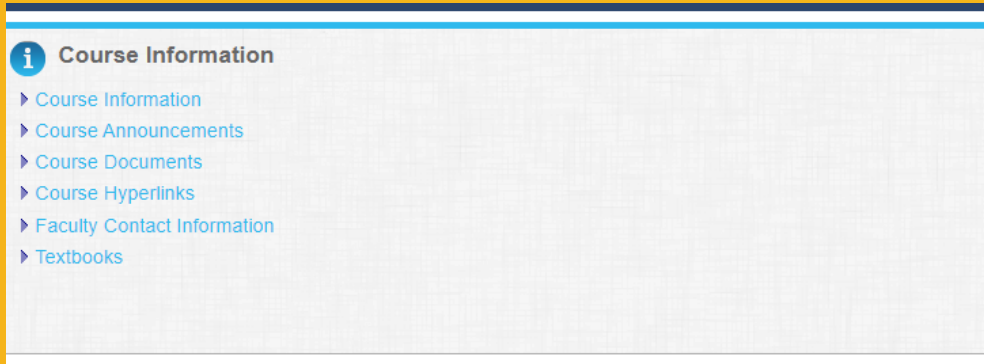 Course Information
Course Information
Course Announcements
Course Documents
Course Hyperlinks
Faculty Contact Information
Textbooks